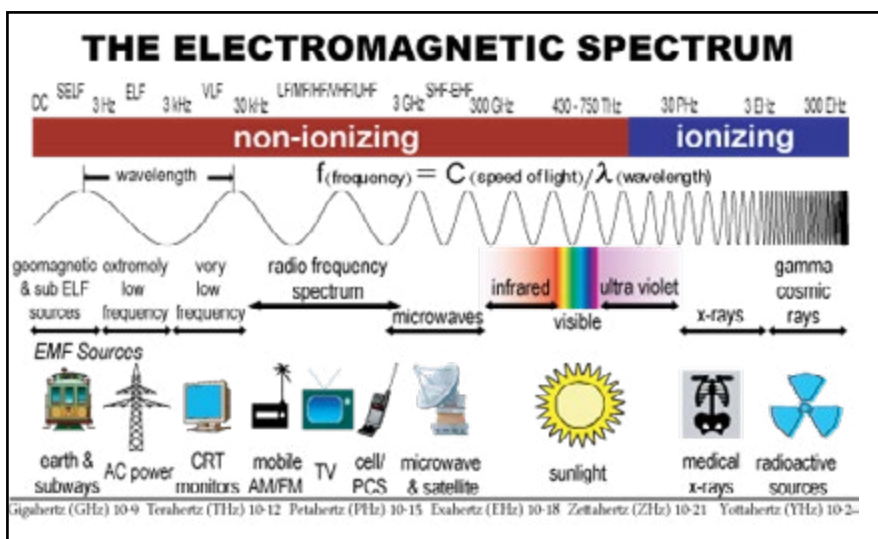 THE ELECTROMAGNETIC SPECTRUM
DC SELF 3 Hz ELF 3 kHz VLF 30 kHz LF/MF/HF/VHF/UHF 3 GHz SHF EHF 300 GHz 430 - 750 THz 30 PHz 3 EHz 300 EHz
non-ionizing ionizing
wavelength f(frequency) = C (speed of light)/λ (wavelength)
geomagnetic & sub ELF sources
extremely low frequency
very low frequency
radio frequency spectrum
microwaves
infrared
visible
ultra violet
x-rays
gamma cosmic rays
EMF Sources
earth & subways
AC power
CRT monitors
mobile AM/FM
TV
cell/ PCS
microwave & satellite
sunlight
medical x-rays
radioactive sources
Gigahertz (GHz) 10-9 Terahertz (THz) 10-12 Petahertz (PHz) 10-15 Exahertz (EHz) 10-18 Zettahertz (ZHz) 10-21 Yottahertz (YHz) 10-2